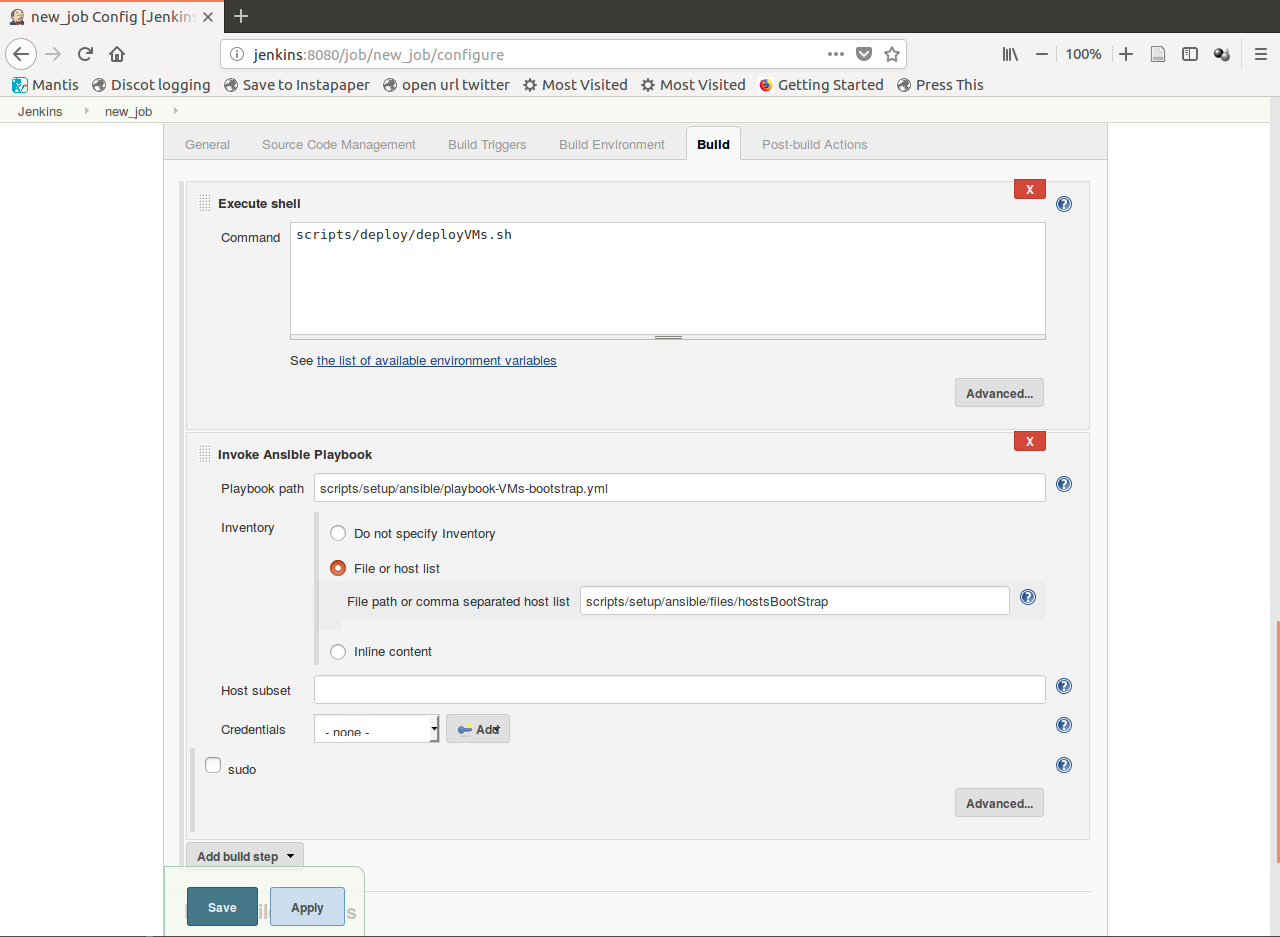 new_job Config [Jenkins
jenkins:8080/job/new_job/configure
100%
Mantis Discot logging Save to Instapaper open url twitter Most Visited Most Visited Getting Started Press This
Jenkins new_job
General Source Code Management Build Triggers Build Environment Build Post-build Actions
X
Execute shell
Command scripts/deploy/deployVMs.sh
See the list of available environment variables
Advanced...
X
Invoke Ansible Playbook
Playbook path scripts/setup/ansible/playbook-VMs-bootstrap.yml
Inventory
Do not specify Inventory
File or host list
File path or comma separated host list scripts/setup/ansible/files/hostsBootStrap
Inline content
Host subset
Credentials - none - Add
sudo
Advanced...
Add build step
Save Apply